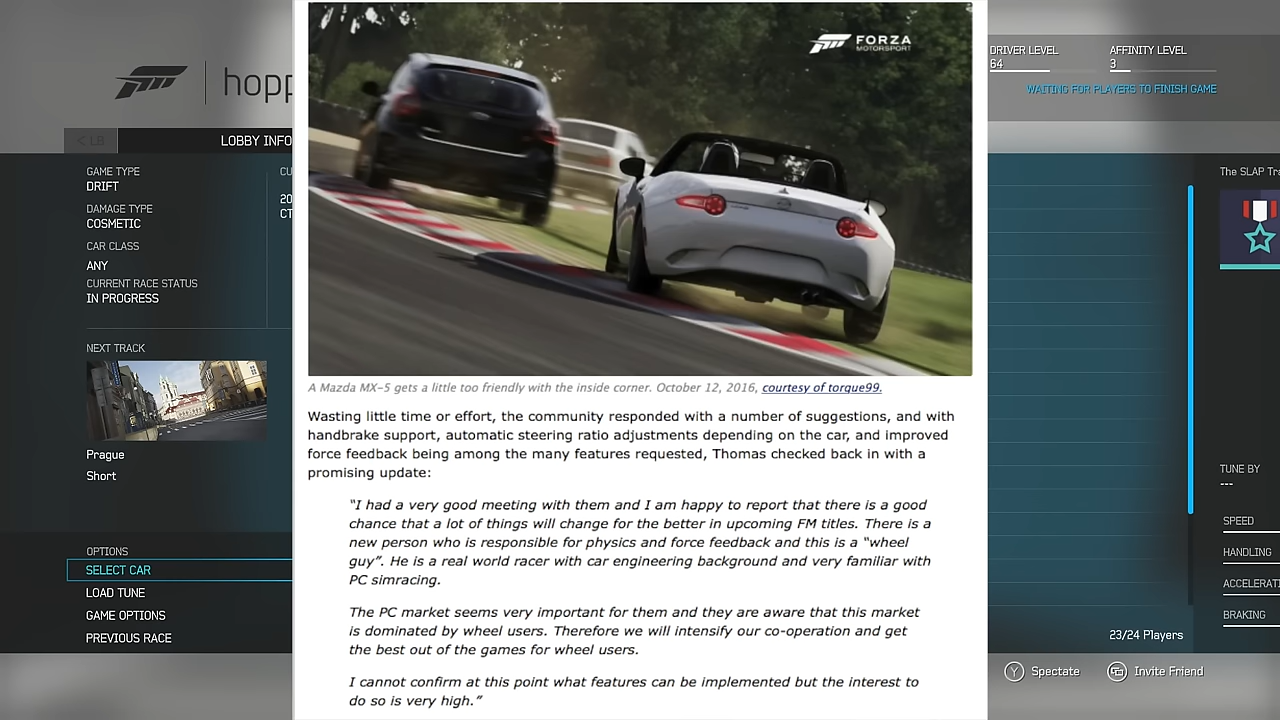 FORZA
MOTORSPORT
hopp
DRIVER LEVEL
64
AFFINITY LEVEL
3
WAITING FOR PLAYERS TO FINISH GAME
< LB
LOBBY INFO
GAME TYPE
DRIFT
DAMAGE TYPE
COSMETIC
CAR CLASS
ANY
CURRENT RACE STATUS
IN PROGRESS
CU
20
CT
NEXT TRACK
Prague
Short
OPTIONS
SELECT CAR
LOAD TUNE
GAME OPTIONS
PREVIOUS RACE
A Mazda MX-5 gets a little too friendly with the inside corner. October 12, 2016, courtesy of torque99.
Wasting little time or effort, the community responded with a number of suggestions, and with
handbrake support, automatic steering ratio adjustments depending on the car, and improved
force feedback being among the many features requested, Thomas checked back in with a
promising update:
“I had a very good meeting with them and I am happy to report that there is a good
chance that a lot of things will change for the better in upcoming FM titles. There is a
new person who is responsible for physics and force feedback and this is a “wheel
guy”. He is a real world racer with car engineering background and very familiar with
PC simracing.
The PC market seems very important for them and they are aware that this market
is dominated by wheel users. Therefore we will intensify our co-operation and get
the best out of the games for wheel users.
I cannot confirm at this point what features can be implemented but the interest to
do so is very high.”
The SLAP Tra
TUNE BY
---
SPEED
HANDLING
ACCELERAT
BRAKING
23/24 Players
Y Spectate
Invite Friend